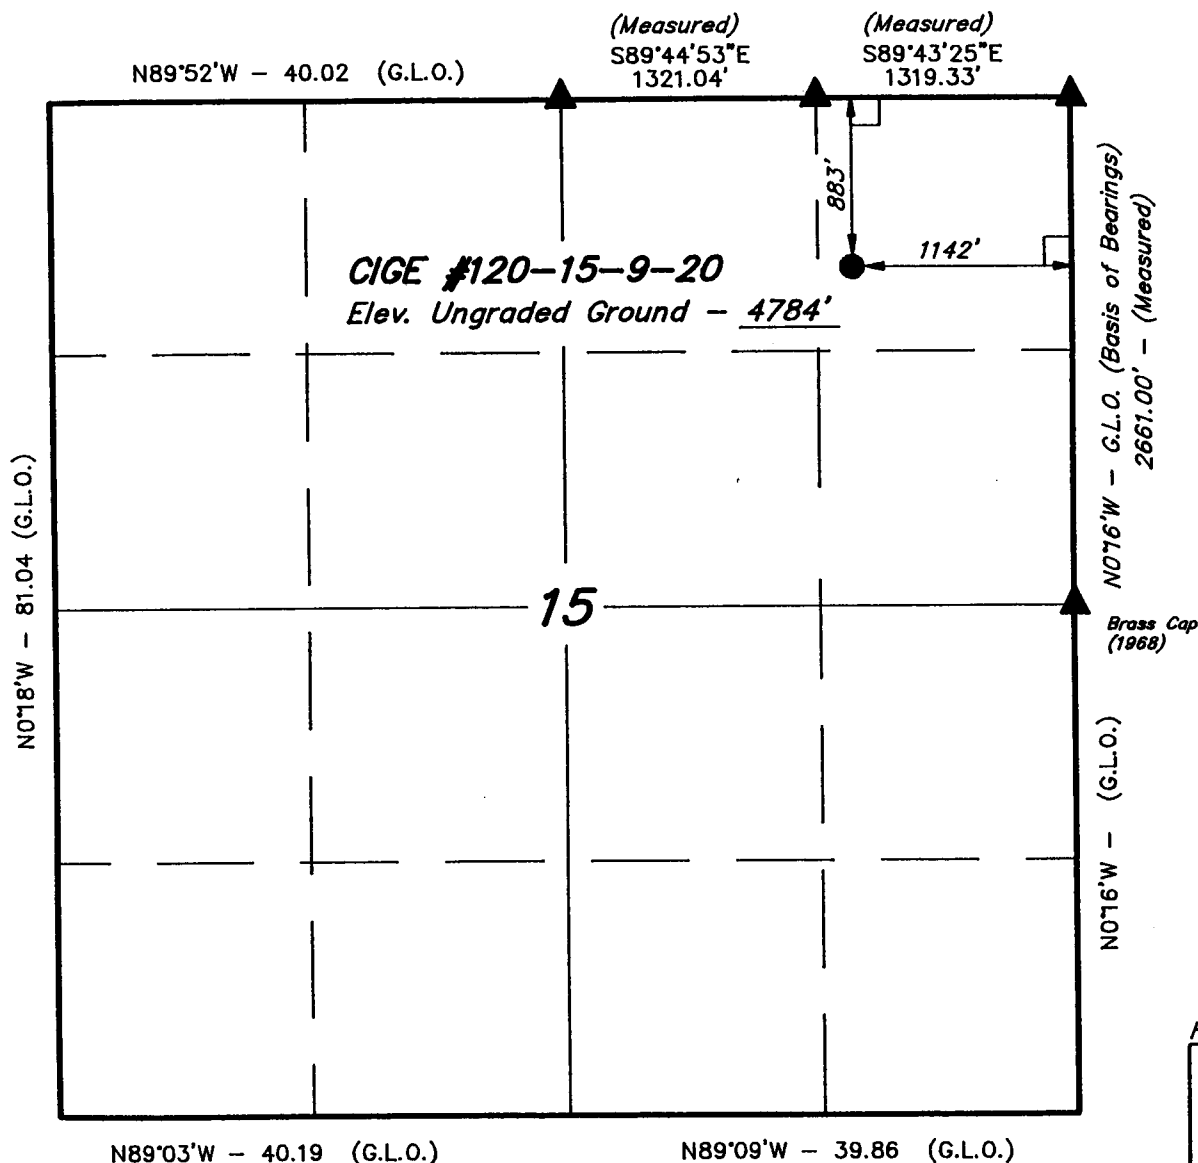 (Measured)
S89°44'53"E
1321.04'
(Measured)
S89°43'25"E
1319.33'
N89°52'W – 40.02 (G.L.O.)
883'
1142'
CIGE #120–15–9–20
Elev. Ungraded Ground – 4784'
N0°16'W – G.L.O. (Basis of Bearings)
2661.00' – (Measured)
N0°18'W – 81.04 (G.L.O.)
15
Brass Cap
(1968)
N0°16'W – (G.L.O.)
N89°03'W – 40.19 (G.L.O.)
N89°09'W – 39.86 (G.L.O.)